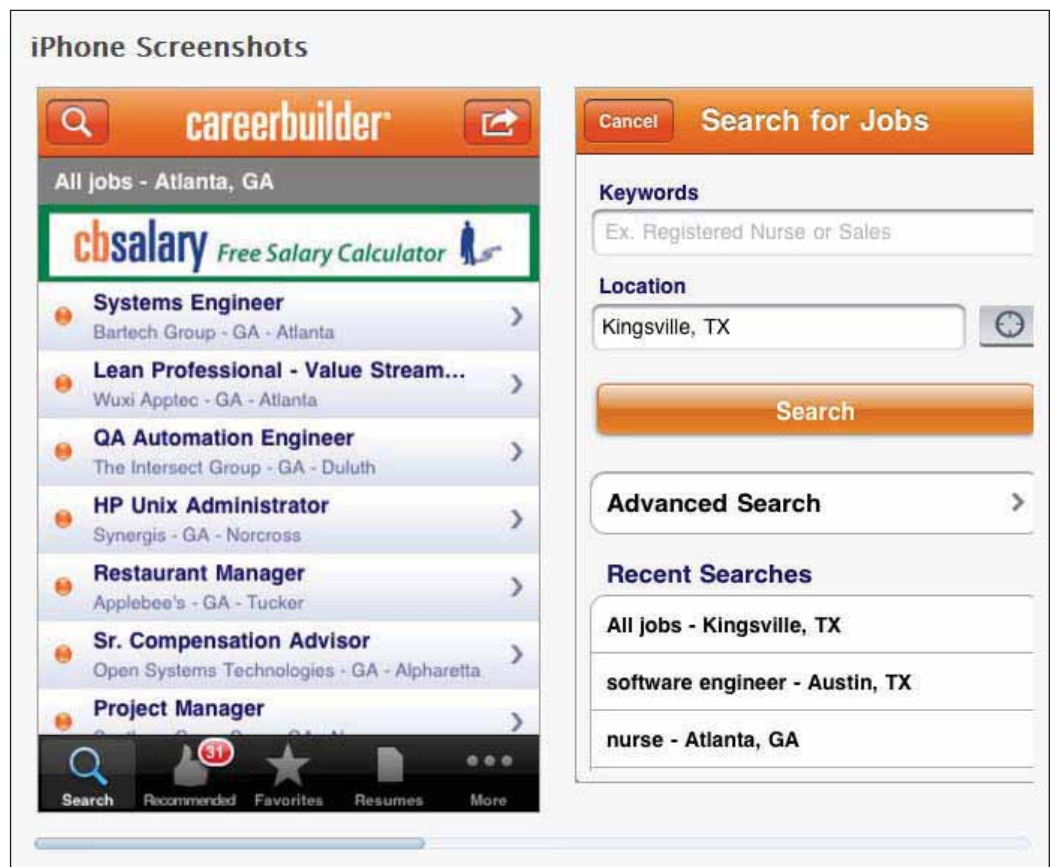 iPhone Screenshots
careerbuilder
All jobs - Atlanta, GA
cbsalary Free Salary Calculator
Systems Engineer
Bartech Group - GA - Atlanta
Lean Professional - Value Stream...
Wuxi Apptec - GA - Atlanta
QA Automation Engineer
The Intersect Group - GA - Duluth
HP Unix Administrator
Synergis - GA - Norcross
Restaurant Manager
Applebee's - GA - Tucker
Sr. Compensation Advisor
Open Systems Technologies - GA - Alpharetta
Project Manager
31
Search Recommended Favorites Resumes More
Cancel Search for Jobs
Keywords
Ex. Registered Nurse or Sales
Location
Kingsville, TX
Search
Advanced Search
Recent Searches
All jobs - Kingsville, TX
software engineer - Austin, TX
nurse - Atlanta, GA